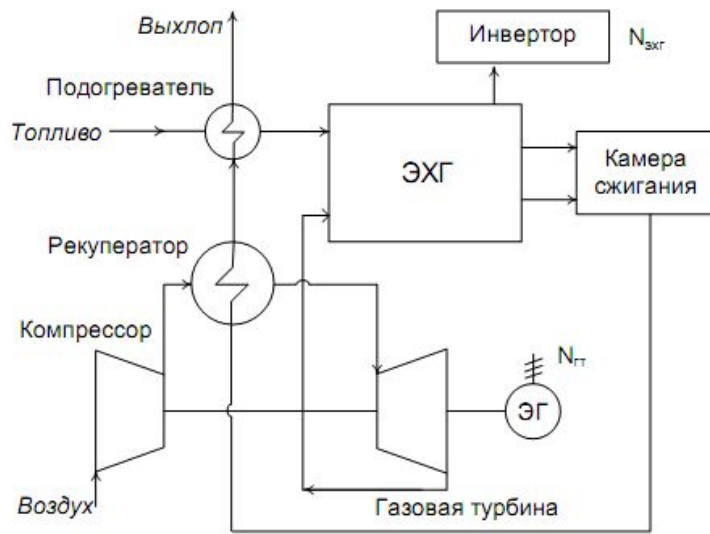 Выхлоп
Инвертор
Nэхг
Подогреватель
Топливо
ЭХГ
Камера
сжигания
Рекуператор
Компрессор
Nгт
ЭГ
Воздух
Газовая турбина